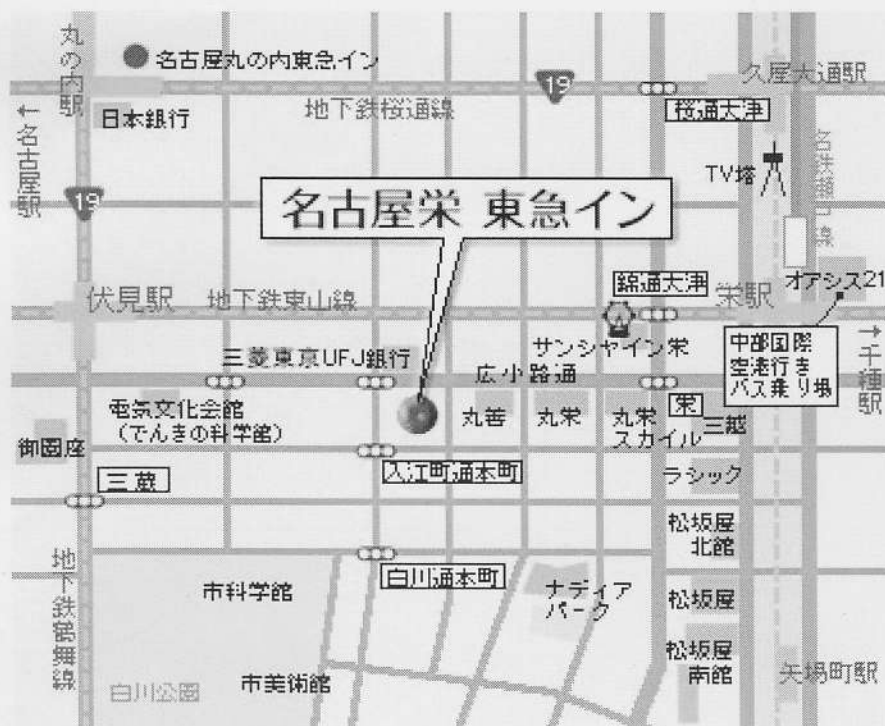 丸の内駅
名古屋丸の内東急イン
19
久屋大通駅
地下鉄桜通線
桜通大津
日本銀行
↑名古屋駅
TV塔
名鉄瀬戸線
19
名古屋栄 東急イン
オアシス21
錦通大津
伏見駅
地下鉄東山線
栄駅
サンシャイン栄
中部国際
空港行き
バス乗り場
↑千種駅
三菱東京UFJ銀行
広小路通
電気文化会館
(でんきの科学館)
丸善
丸栄
丸栄
スカイル
栄
三越
御園座
入江町通本町
ラシック
三蔵
松坂屋
北館
白川通本町
地下鉄鶴舞線
市科学館
ナディア
パーク
松坂屋
松坂屋
南館
白川公園
市美術館
矢場町駅